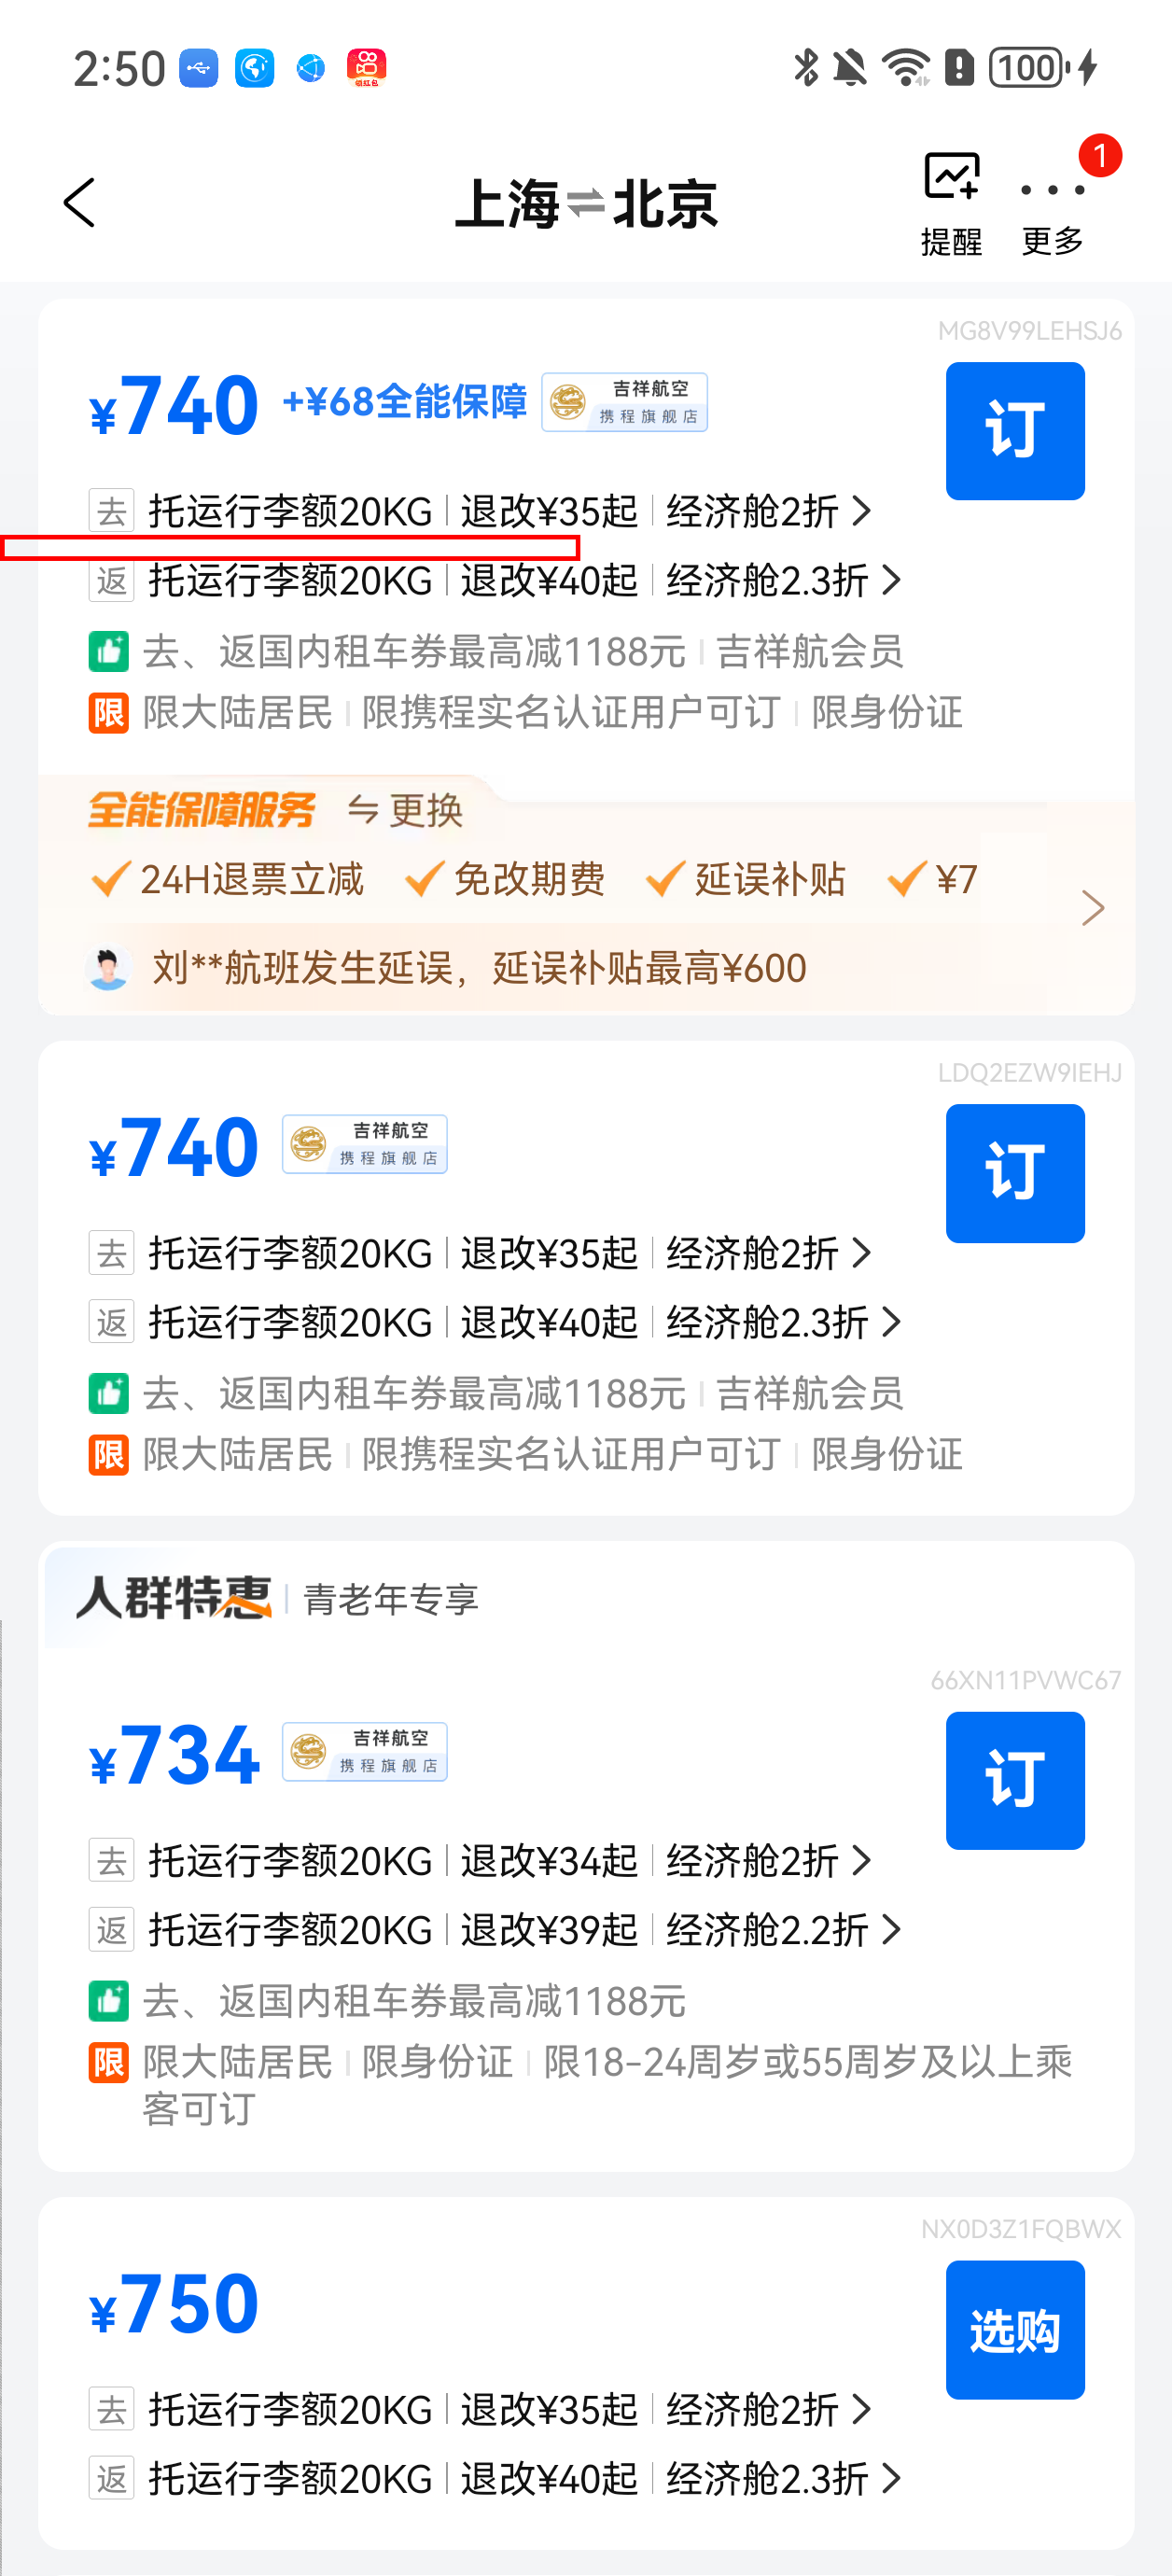 2:50
领红包
100
上海⇌北京
1
提醒
更多
MG8V99LEHSJ6
¥740 +¥68全能保障 吉祥航空
携程旗舰店
订
去 托运行李额20KG 退改¥35起 经济舱2折
返 托运行李额20KG 退改¥40起 经济舱2.3折
去、返国内租车券最高减1188元 吉祥航会员
限 限大陆居民 限携程实名认证用户可订 限身份证
全能保障服务 更换
24H退票立减 免改期费 延误补贴 ¥7
刘**航班发生延误，延误补贴最高¥600
LDQ2EZW9IEHJ
¥740 吉祥航空
携程旗舰店
订
去 托运行李额20KG 退改¥35起 经济舱2折
返 托运行李额20KG 退改¥40起 经济舱2.3折
去、返国内租车券最高减1188元 吉祥航会员
限 限大陆居民 限携程实名认证用户可订 限身份证
人群特惠 青老年专享
66XN11PVWC67
¥734 吉祥航空
携程旗舰店
订
去 托运行李额20KG 退改¥34起 经济舱2折
返 托运行李额20KG 退改¥39起 经济舱2.2折
去、返国内租车券最高减1188元
限 限大陆居民 限身份证 限18-24周岁或55周岁及以上乘
客可订
NX0D3Z1FQBWX
¥750
选购
去 托运行李额20KG 退改¥35起 经济舱2折
返 托运行李额20KG 退改¥40起 经济舱2.3折